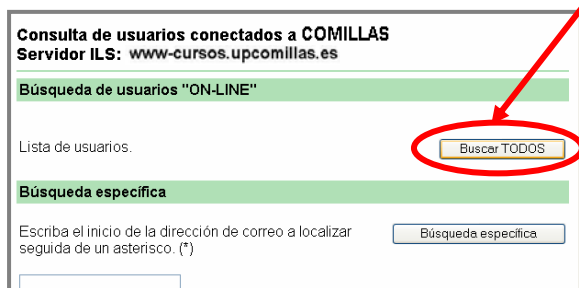 Consulta de usuarios conectados a COMILLAS
Servidor ILS: www-cursos.upcomillas.es
Búsqueda de usuarios "ON-LINE"
Lista de usuarios.
Buscar TODOS
Búsqueda específica
Escriba el inicio de la dirección de correo a localizar
seguida de un asterisco. (*)
Búsqueda específica